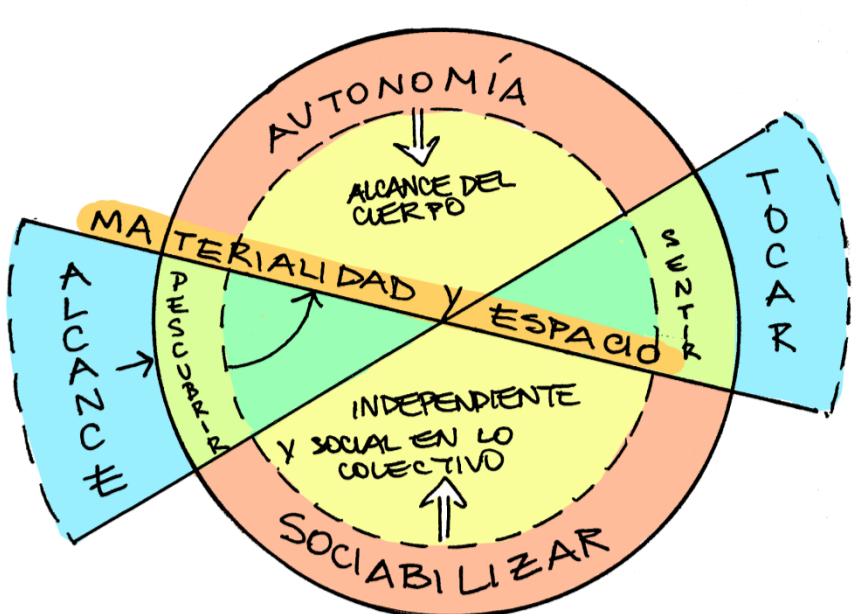 AUTONOMÍA
ALCANCE DEL
CUERPO
MATERIALIDAD Y ESPACIO
ALCANCE
DESCUBRIR
SENTIR
TOCAR
INDEPENDIENTE
Y SOCIAL EN LO
COLECTIVO
SOCIABILIZAR